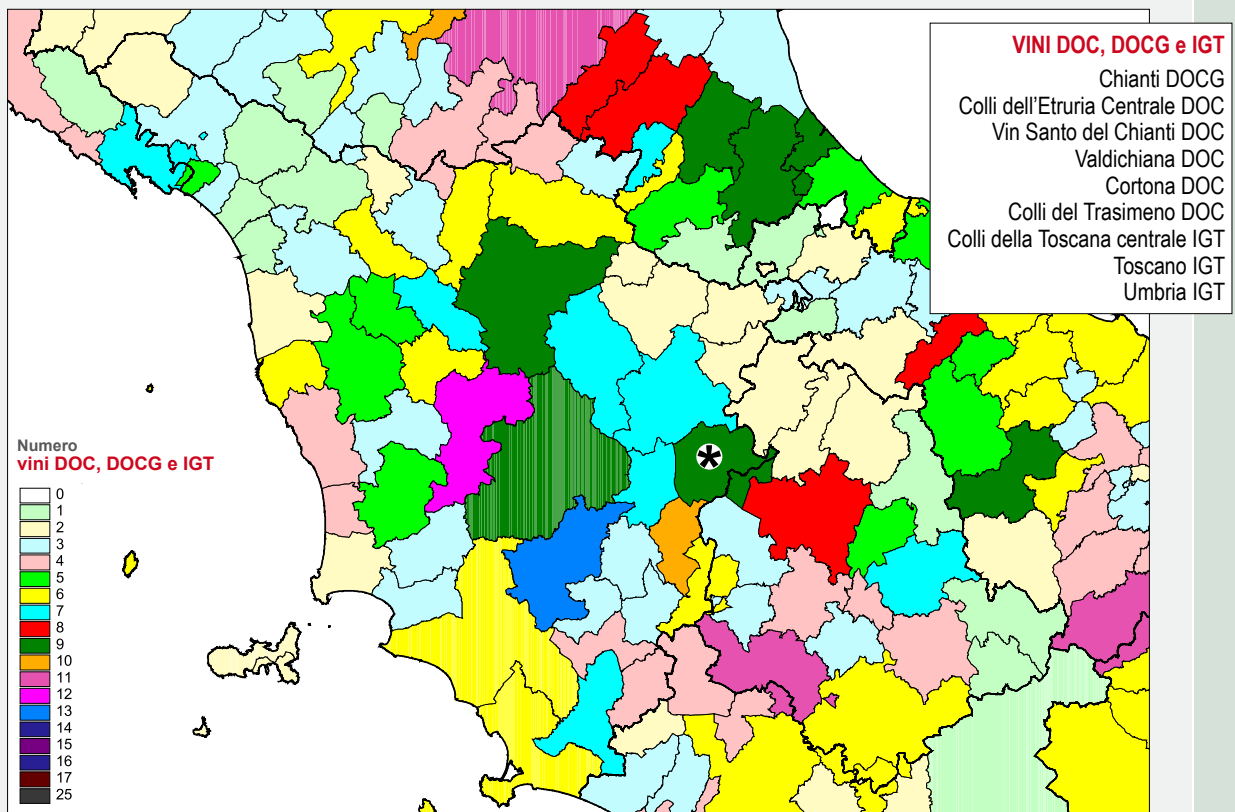 VINI DOC, DOCG e IGT
Chianti DOCG
Colli dell'Etruria Centrale DOC
Vin Santo del Chianti DOC
Valdichiana DOC
Cortona DOC
Colli del Trasimeno DOC
Colli della Toscana centrale IGT
Toscano IGT
Umbria IGT
*
Numero
vini DOC, DOCG e IGT
0
1
2
3
4
5
6
7
8
9
10
11
12
13
14
15
16
17
25